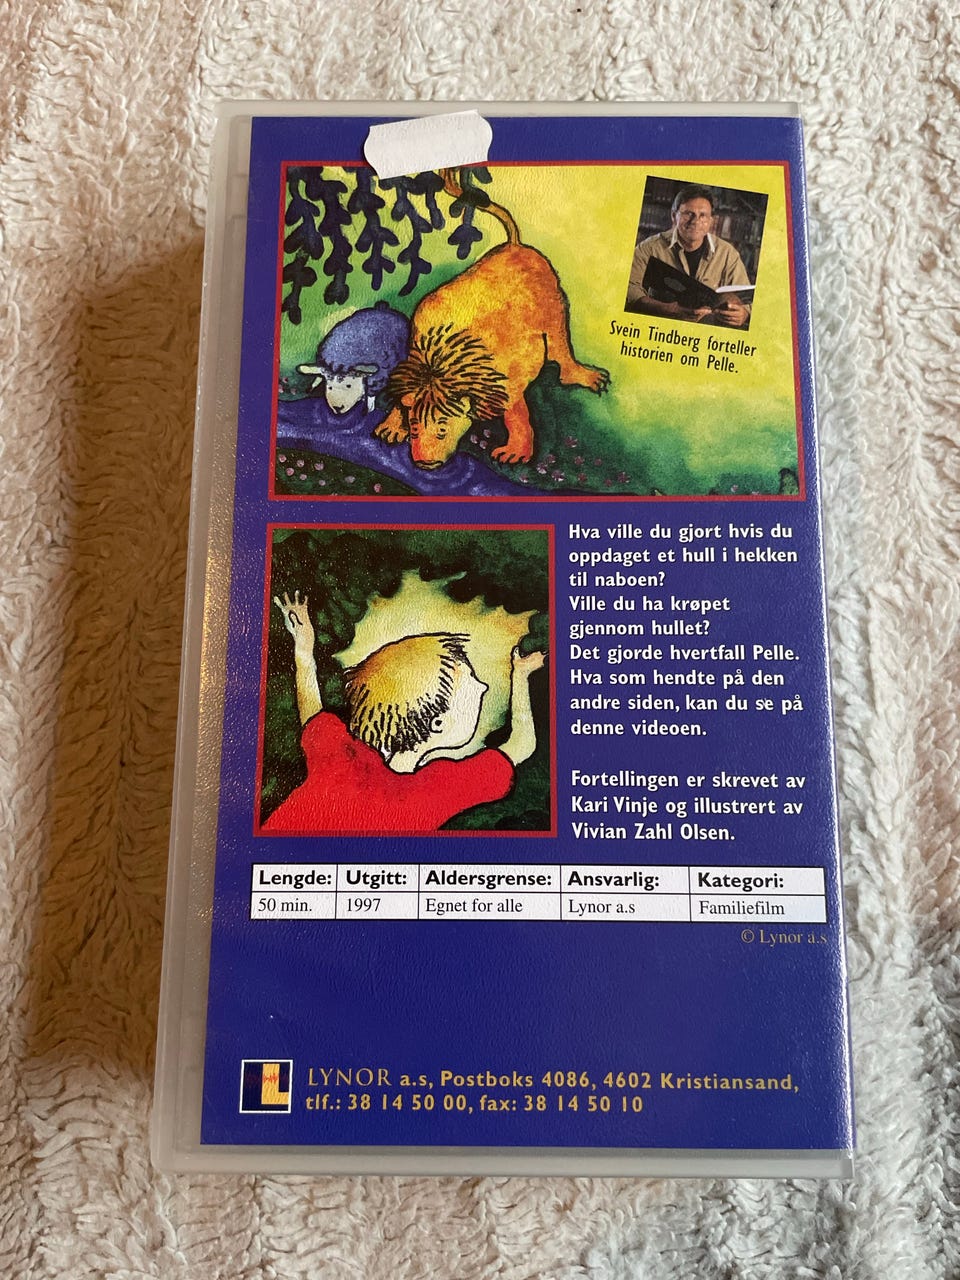 Svein Tindberg forteller
historien om Pelle.
Hva ville du gjort hvis du
oppdaget et hull i hekken
til naboen?
Ville du ha krøpet
gjennom hullet?
Det gjorde hvertfall Pelle.
Hva som hendte på den
andre siden, kan du se på
denne videoen.
Fortellingen er skrevet av
Kari Vinje og illustrert av
Vivian Zahl Olsen.
Lengde: Utgitt: Aldersgrense: Ansvarlig: Kategori:
50 min. 1997 Egnet for alle Lynor a.s Familiefilm
© Lynor a.s
LYNOR a.s, Postboks 4086, 4602 Kristiansand,
tlf.: 38 14 50 00, fax: 38 14 50 10